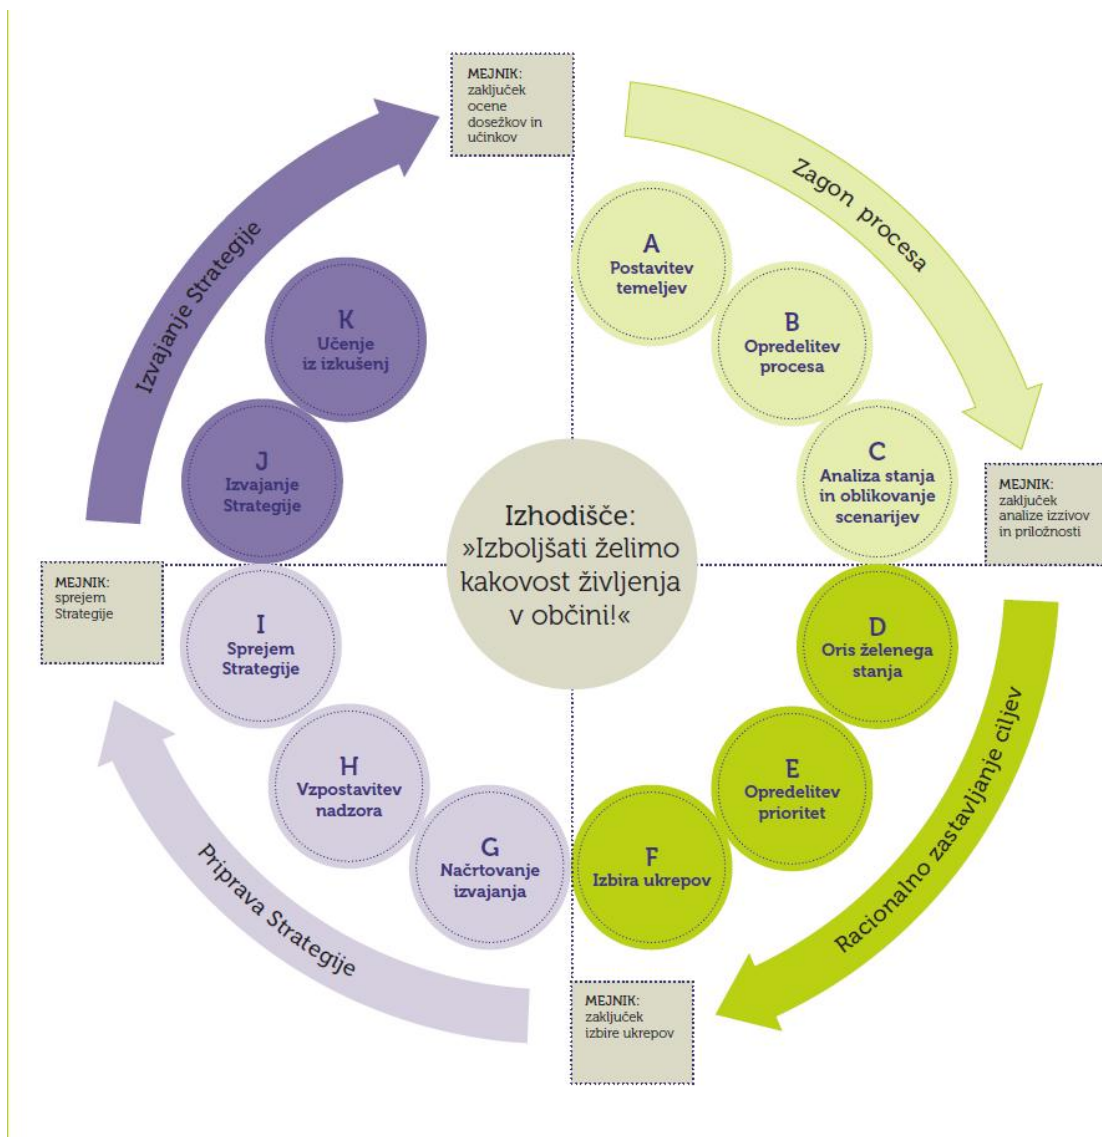 MEJNIK:
zaključek
ocene
dosežkov in
učinkov
Zagon procesa
A
Postavitev
temeljev
B
Opredelitev
procesa
C
Analiza stanja
in oblikovanje
scenarijev
MEJNIK:
zaključek
analize izzivov
in priložnosti
Izhodišče:
»Izboljšati želimo
kakovost življenja
v občini!«
D
Oris želenega
stanja
E
Opredelitev
prioritet
F
Izbira ukrepov
Racionalno zastavljanje ciljev
MEJNIK:
zaključek
izbire ukrepov
G
Načrtovanje
izvajanja
H
Vzpostavitev
nadzora
I
Sprejem
Strategije
Priprava Strategije
MEJNIK:
sprejem
Strategije
J
Izvajanje
Strategije
K
Učenje
iz izkušenj
Izvajanje Strategije